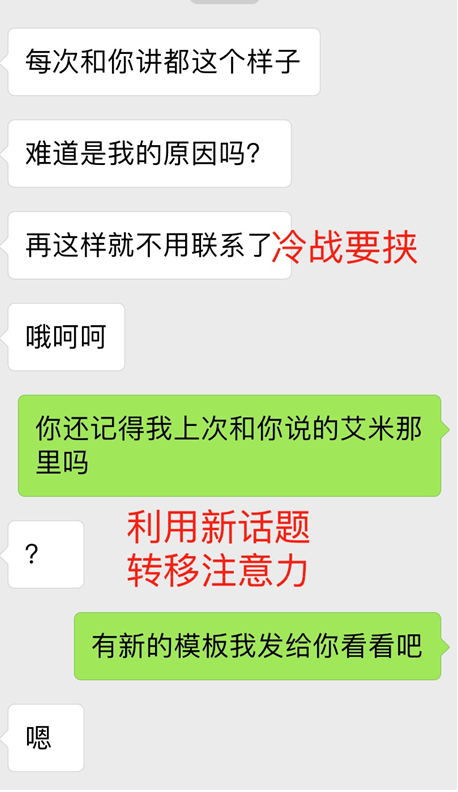 每次和你讲都这个样子
难道是我的原因吗?
再这样就不用联系了
冷战要挟
哦呵呵
你还记得我上次和你说的艾米那
里吗
利用新话题
?
转移注意力
有新的模板我发给你看看吧
嗯